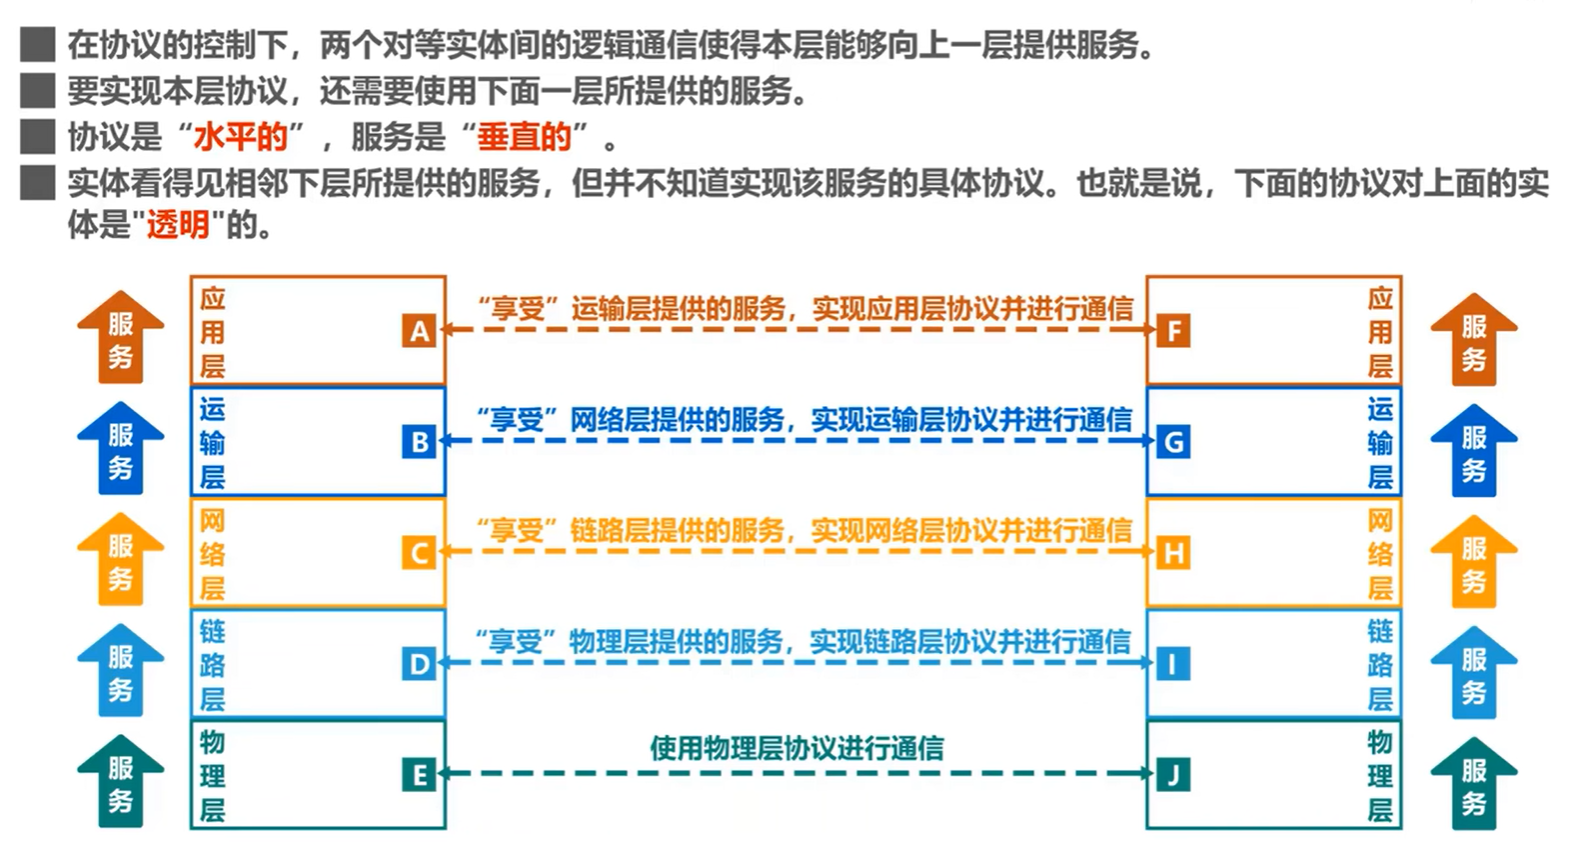 在协议的控制下，两个对等实体间的逻辑通信使得本层能够向上一层提供服务。
要实现本层协议，还需要使用下面一层所提供的服务。
协议是“水平的”，服务是“垂直的”。
实体看得见相邻下层所提供的服务，但并不知道实现该服务的具体协议。也就是说，下面的协议对上面的实
体是"透明"的。
服务
应用层
A
“享受”运输层提供的服务，实现应用层协议并进行通信
F
应用层
服务
服务
运输层
B
“享受”网络层提供的服务，实现运输层协议并进行通信
G
运输层
服务
服务
网络层
C
“享受”链路层提供的服务，实现网络层协议并进行通信
H
网络层
服务
服务
链路层
D
“享受”物理层提供的服务，实现链路层协议并进行通信
I
链路层
服务
服务
物理层
E
使用物理层协议进行通信
J
物理层
服务